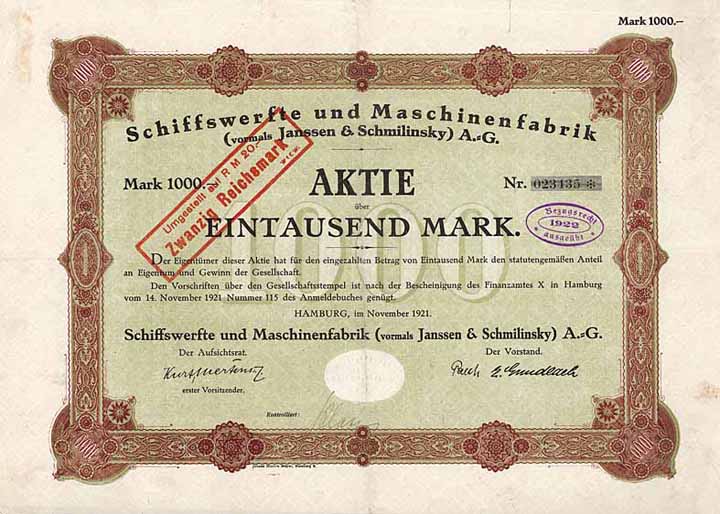 Mark 1000.—
Schiffswerfte und Maschinenfabrik
(vormals Janssen & Schmilinsky) A.=G.
Umgestellt auf R M 20.-
Zwanzig Reichsmark
Mark 1000.—
AKTIE
Nr. 023435 *
über
EINTAUSEND MARK.
Bezugsrecht
1922
ausgeübt
1000
Der Eigentümer dieser Aktie hat für den eingezahlten Betrag von Eintausend Mark den statutengemäßen Anteil
an Eigentum und Gewinn der Gesellschaft.
Den Vorschriften über den Gesellschaftsstempel ist nach der Bescheinigung des Finanzamtes X in Hamburg
vom 14. November 1921 Nummer 115 des Anmeldebuches genügt.
HAMBURG, im November 1921.
Schiffswerfte und Maschinenfabrik (vormals Janssen & Schmilinsky) A.=G.
Der Aufsichtsrat.
Der Vorstand.
Kurt Mertens
erster Vorsitzender.
Kontrolliert: